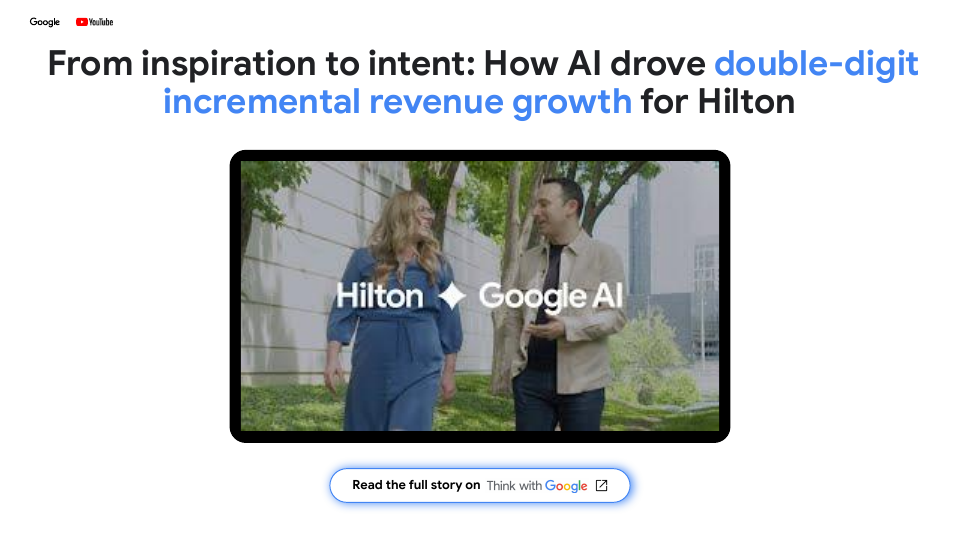 Google YouTube
From inspiration to intent: How AI drove double-digit
incremental revenue growth for Hilton
Hilton Google AI
Read the full story on Think with Google